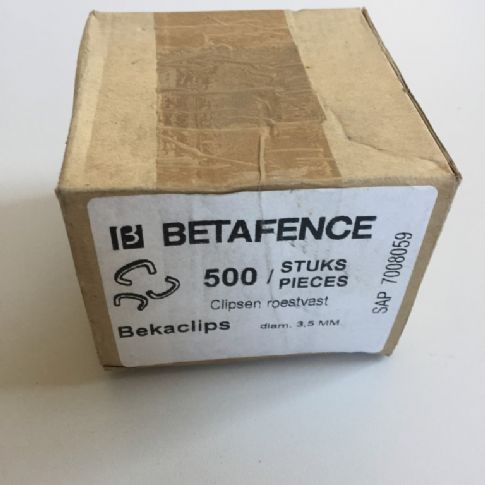 BETAFENCE
500 / STUKS
PIECES
Clipsen roestvast
Bekaclips diam. 3,5 MM.
SAP 7008059